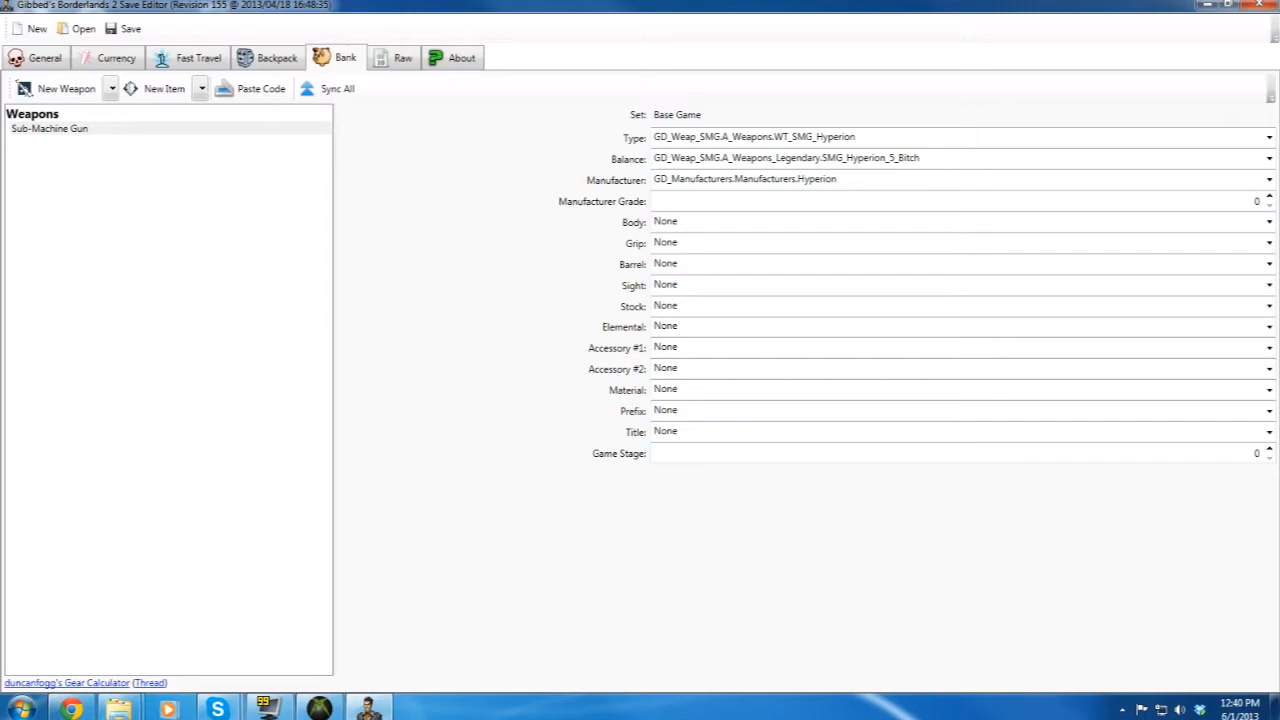 Gibbed's Borderlands 2 Save Editor (Revision 155 @ 2013/04/18 16:48:35)
New Open Save
General Currency Fast Travel Backpack Bank Raw About
New Weapon New Item Paste Code Sync All
Weapons
Sub-Machine Gun
Set: Base Game
Type: GD_Weap_SMG.A_Weapons.WT_SMG_Hyperion
Balance: GD_Weap_SMG.A_Weapons_Legendary.SMG_Hyperion_5_Bitch
Manufacturer: GD_Manufacturers.Manufacturers.Hyperion
Manufacturer Grade: 0
Body: None
Grip: None
Barrel: None
Sight: None
Stock: None
Elemental: None
Accessory #1: None
Accessory #2: None
Material: None
Prefix: None
Title: None
Game Stage: 0
duncanfogg's Gear Calculator (Thread)
99
12:40 PM
6/1/2013